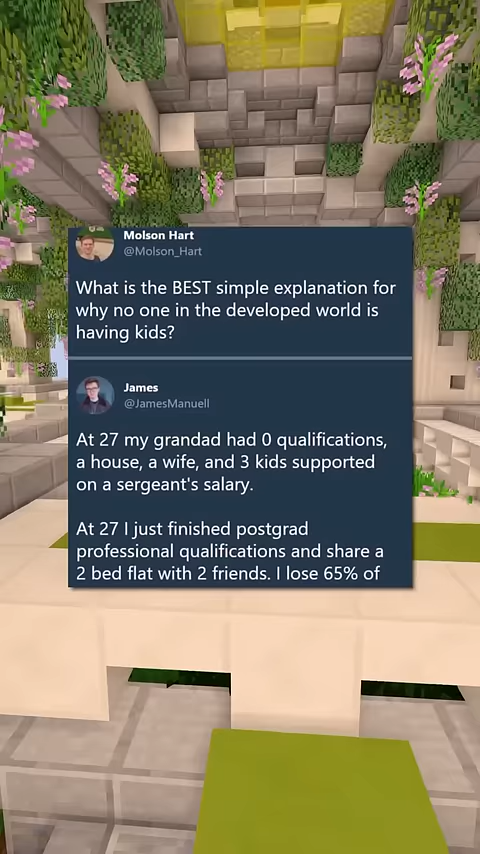 Molson Hart
@Molson_Hart
What is the BEST simple explanation for
why no one in the developed world is
having kids?
James
@JamesManuell
At 27 my grandad had 0 qualifications,
a house, a wife, and 3 kids supported
on a sergeant's salary.
At 27 I just finished postgrad
professional qualifications and share a
2 bed flat with 2 friends. I lose 65% of